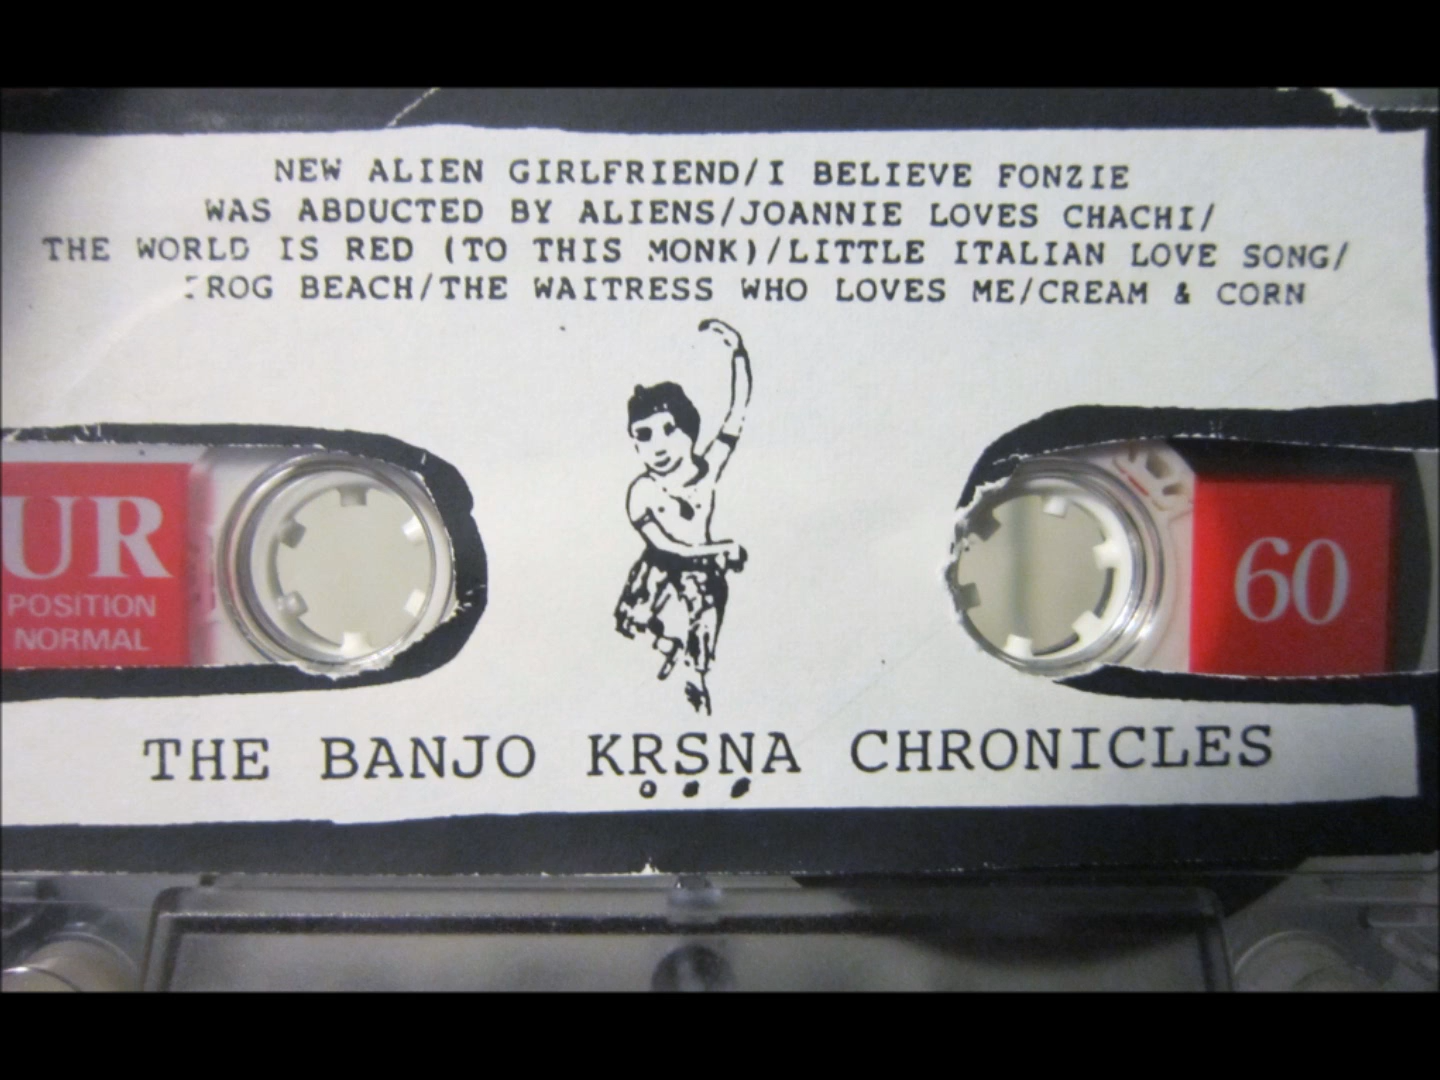 NEW ALIEN GIRLFRIEND/I BELIEVE FONZIE
WAS ABDUCTED BY ALIENS/JOANNIE LOVES CHACHI/
THE WORLD IS RED (TO THIS MONK)/LITTLE ITALIAN LOVE SONG/
FROG BEACH/THE WAITRESS WHO LOVES ME/CREAM & CORN
UR
POSITION
NORMAL
60
THE BANJO KRSNA CHRONICLES